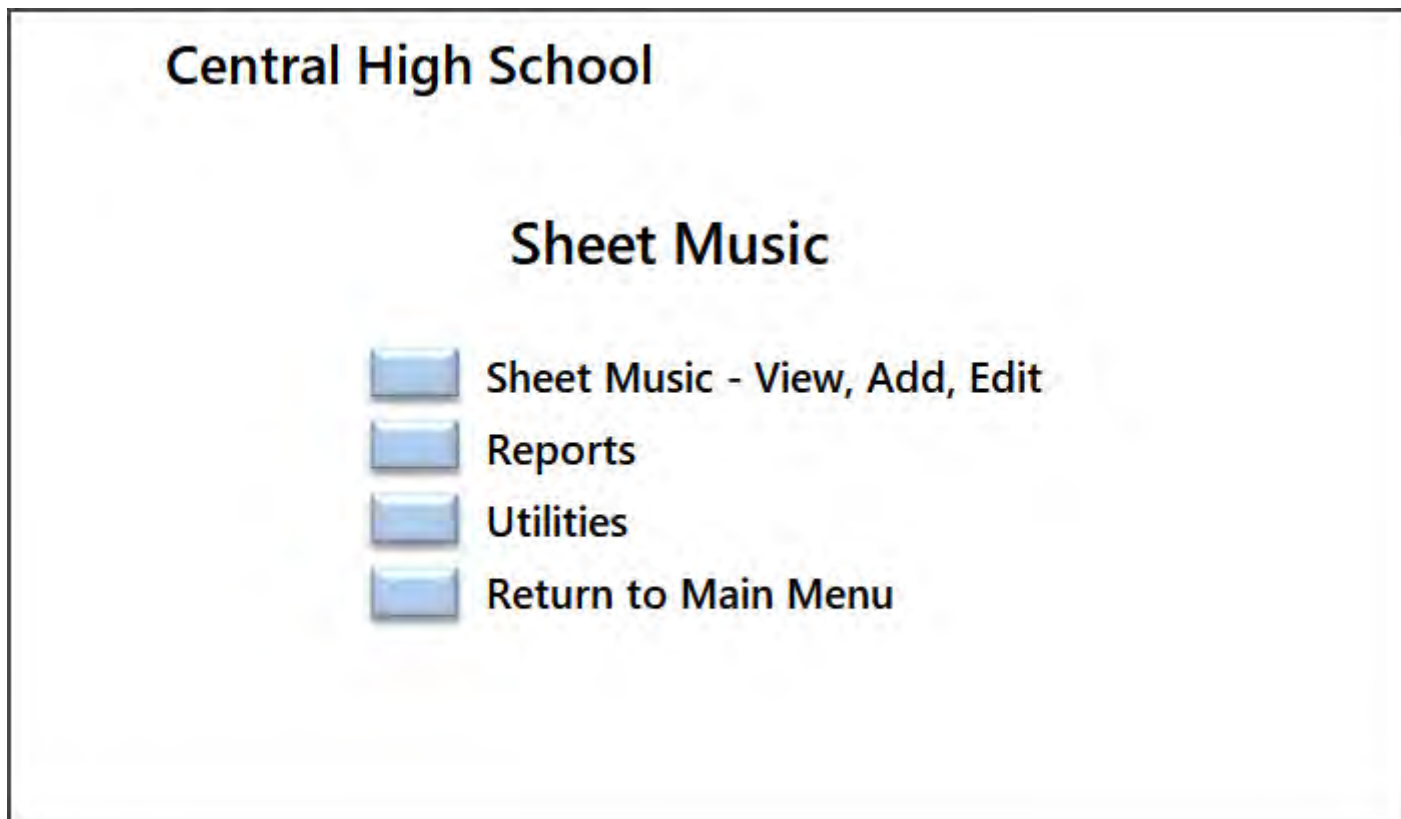 Central High School
Sheet Music
Sheet Music - View, Add, Edit
Reports
Utilities
Return to Main Menu